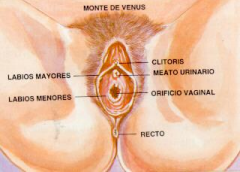 MONTE DE VENUS
CLITORIS
LABIOS MAYORES
MEATO URINARIO
LABIOS MENORES
ORIFICIO VAGINAL
RECTO